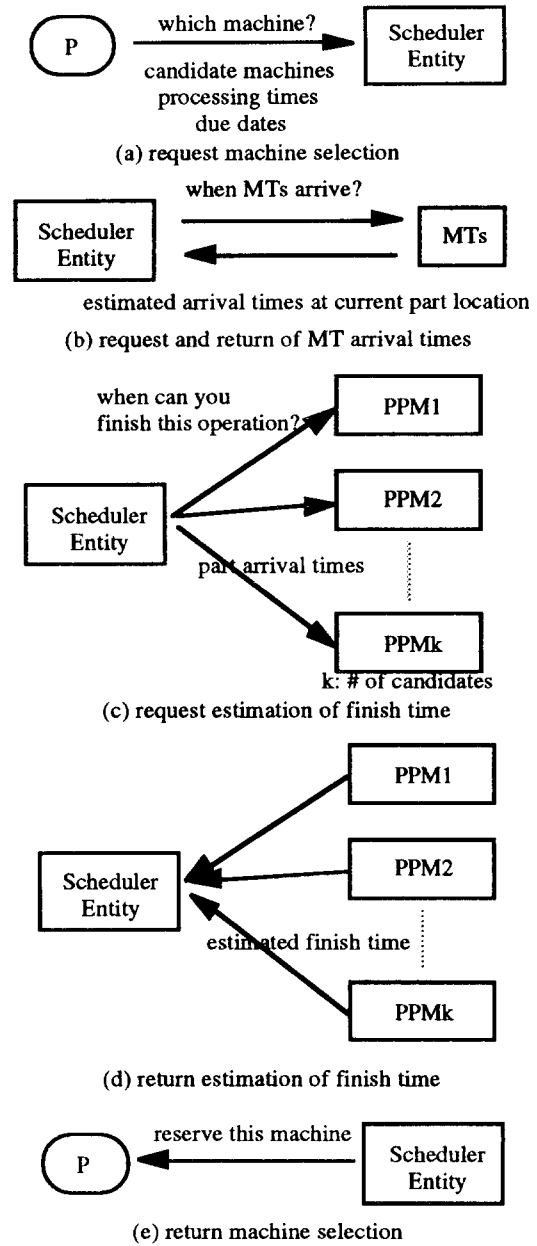 which machine?
P
Scheduler
Entity
candidate machines
processing times
due dates
(a) request machine selection
when MTs arrive?
Scheduler
Entity
MTs
estimated arrival times at current part location
(b) request and return of MT arrival times
when can you
finish this operation?
PPM1
PPM2
Scheduler
Entity
part arrival times
PPMk
k: # of candidates
(c) request estimation of finish time
PPM1
PPM2
Scheduler
Entity
estimated finish time
PPMk
(d) return estimation of finish time
reserve this machine
P
Scheduler
Entity
(e) return machine selection